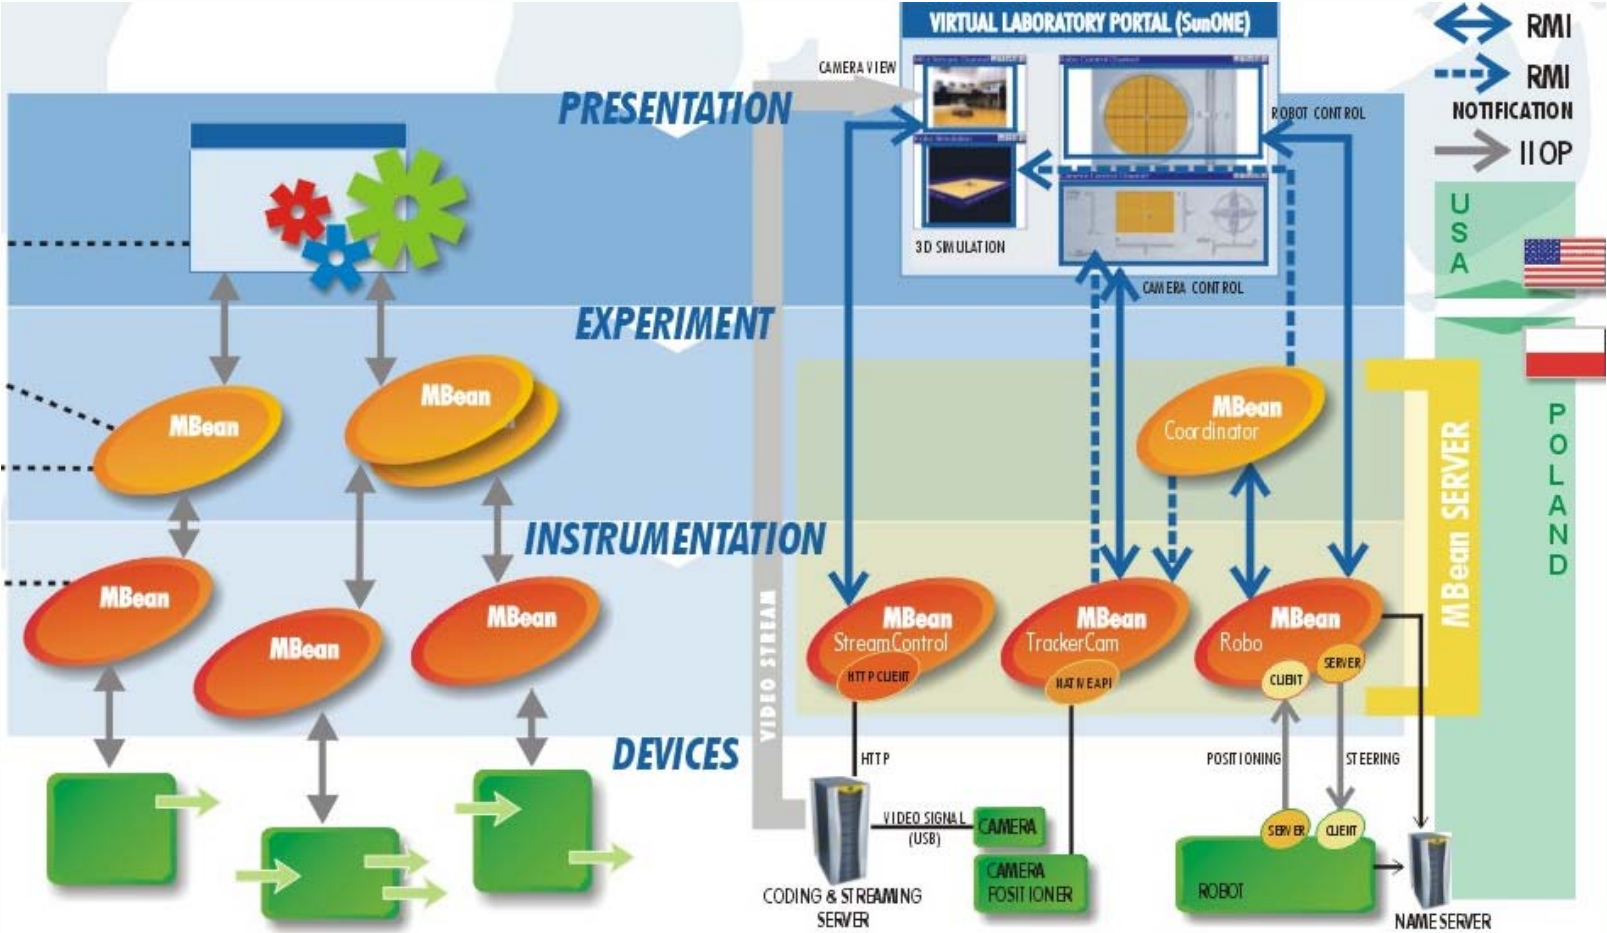 VIRTUAL LABORATORY PORTAL (SunONE)
CAMERA VIEW
PRESENTATION
ROBOT CONTROL
3D SIMULATION
CAMERA CONTROL
RMI
RMI
NOTIFICATION
IIOP
USA
POLAND
EXPERIMENT
MBean
MBean
MBean
Coordinator
MBean SERVER
INSTRUMENTATION
MBean
MBean
MBean
VIDEO STREAM
MBean
StreamControl
HTTP CLIENT
MBean
TrackerCam
NATIVE API
MBean
Robo
CLIENT
SERVER
DEVICES
HTTP
POSITIONING
STEERING
VIDEO SIGNAL
(USB)
CAMERA
CAMERA
FOSITIONER
SERVER
CLIENT
ROBOT
CODING & STREAMING
SERVER
NAME SERVER